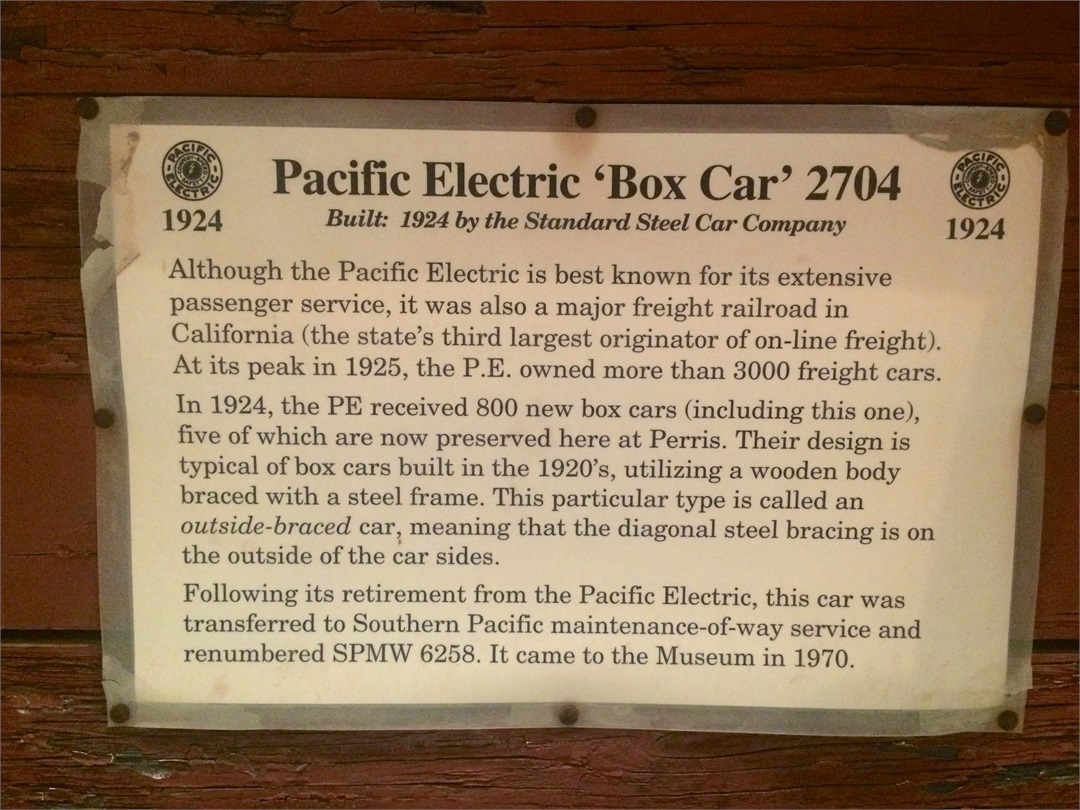 PACIFIC ELECTRIC
PACIFIC ELECTRIC
Pacific Electric ‘Box Car’ 2704
1924
Built: 1924 by the Standard Steel Car Company
1924
Although the Pacific Electric is best known for its extensive
passenger service, it was also a major freight railroad in
California (the state’s third largest originator of on-line freight).
At its peak in 1925, the P.E. owned more than 3000 freight cars.
In 1924, the PE received 800 new box cars (including this one),
five of which are now preserved here at Perris. Their design is
typical of box cars built in the 1920’s, utilizing a wooden body
braced with a steel frame. This particular type is called an
outside-braced car, meaning that the diagonal steel bracing is on
the outside of the car sides.
Following its retirement from the Pacific Electric, this car was
transferred to Southern Pacific maintenance-of-way service and
renumbered SPMW 6258. It came to the Museum in 1970.